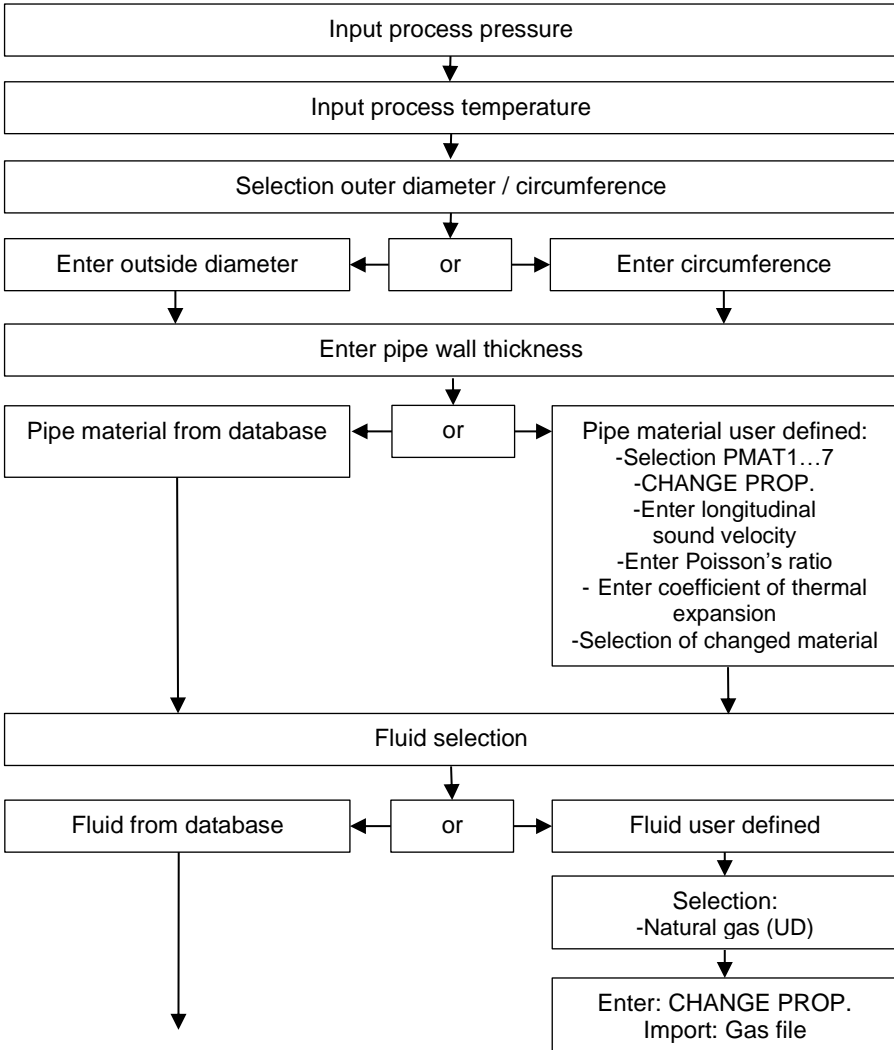 Input process pressure
Input process temperature
Selection outer diameter / circumference
Enter outside diameter
or
Enter circumference
Enter pipe wall thickness
Pipe material from database
or
Pipe material user defined:
-Selection PMAT1…7
-CHANGE PROP.
-Enter longitudinal
sound velocity
-Enter Poisson’s ratio
- Enter coefficient of thermal
expansion
-Selection of changed material
Fluid selection
Fluid from database
or
Fluid user defined
Selection:
-Natural gas (UD)
Enter: CHANGE PROP.
Import: Gas file